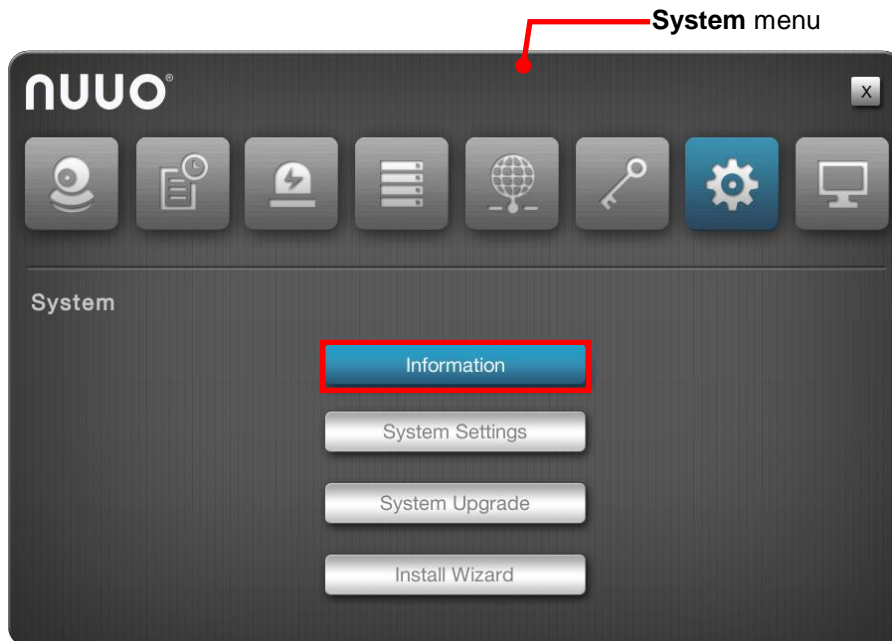 System menu
nuuo®
X
System
Information
System Settings
System Upgrade
Install Wizard